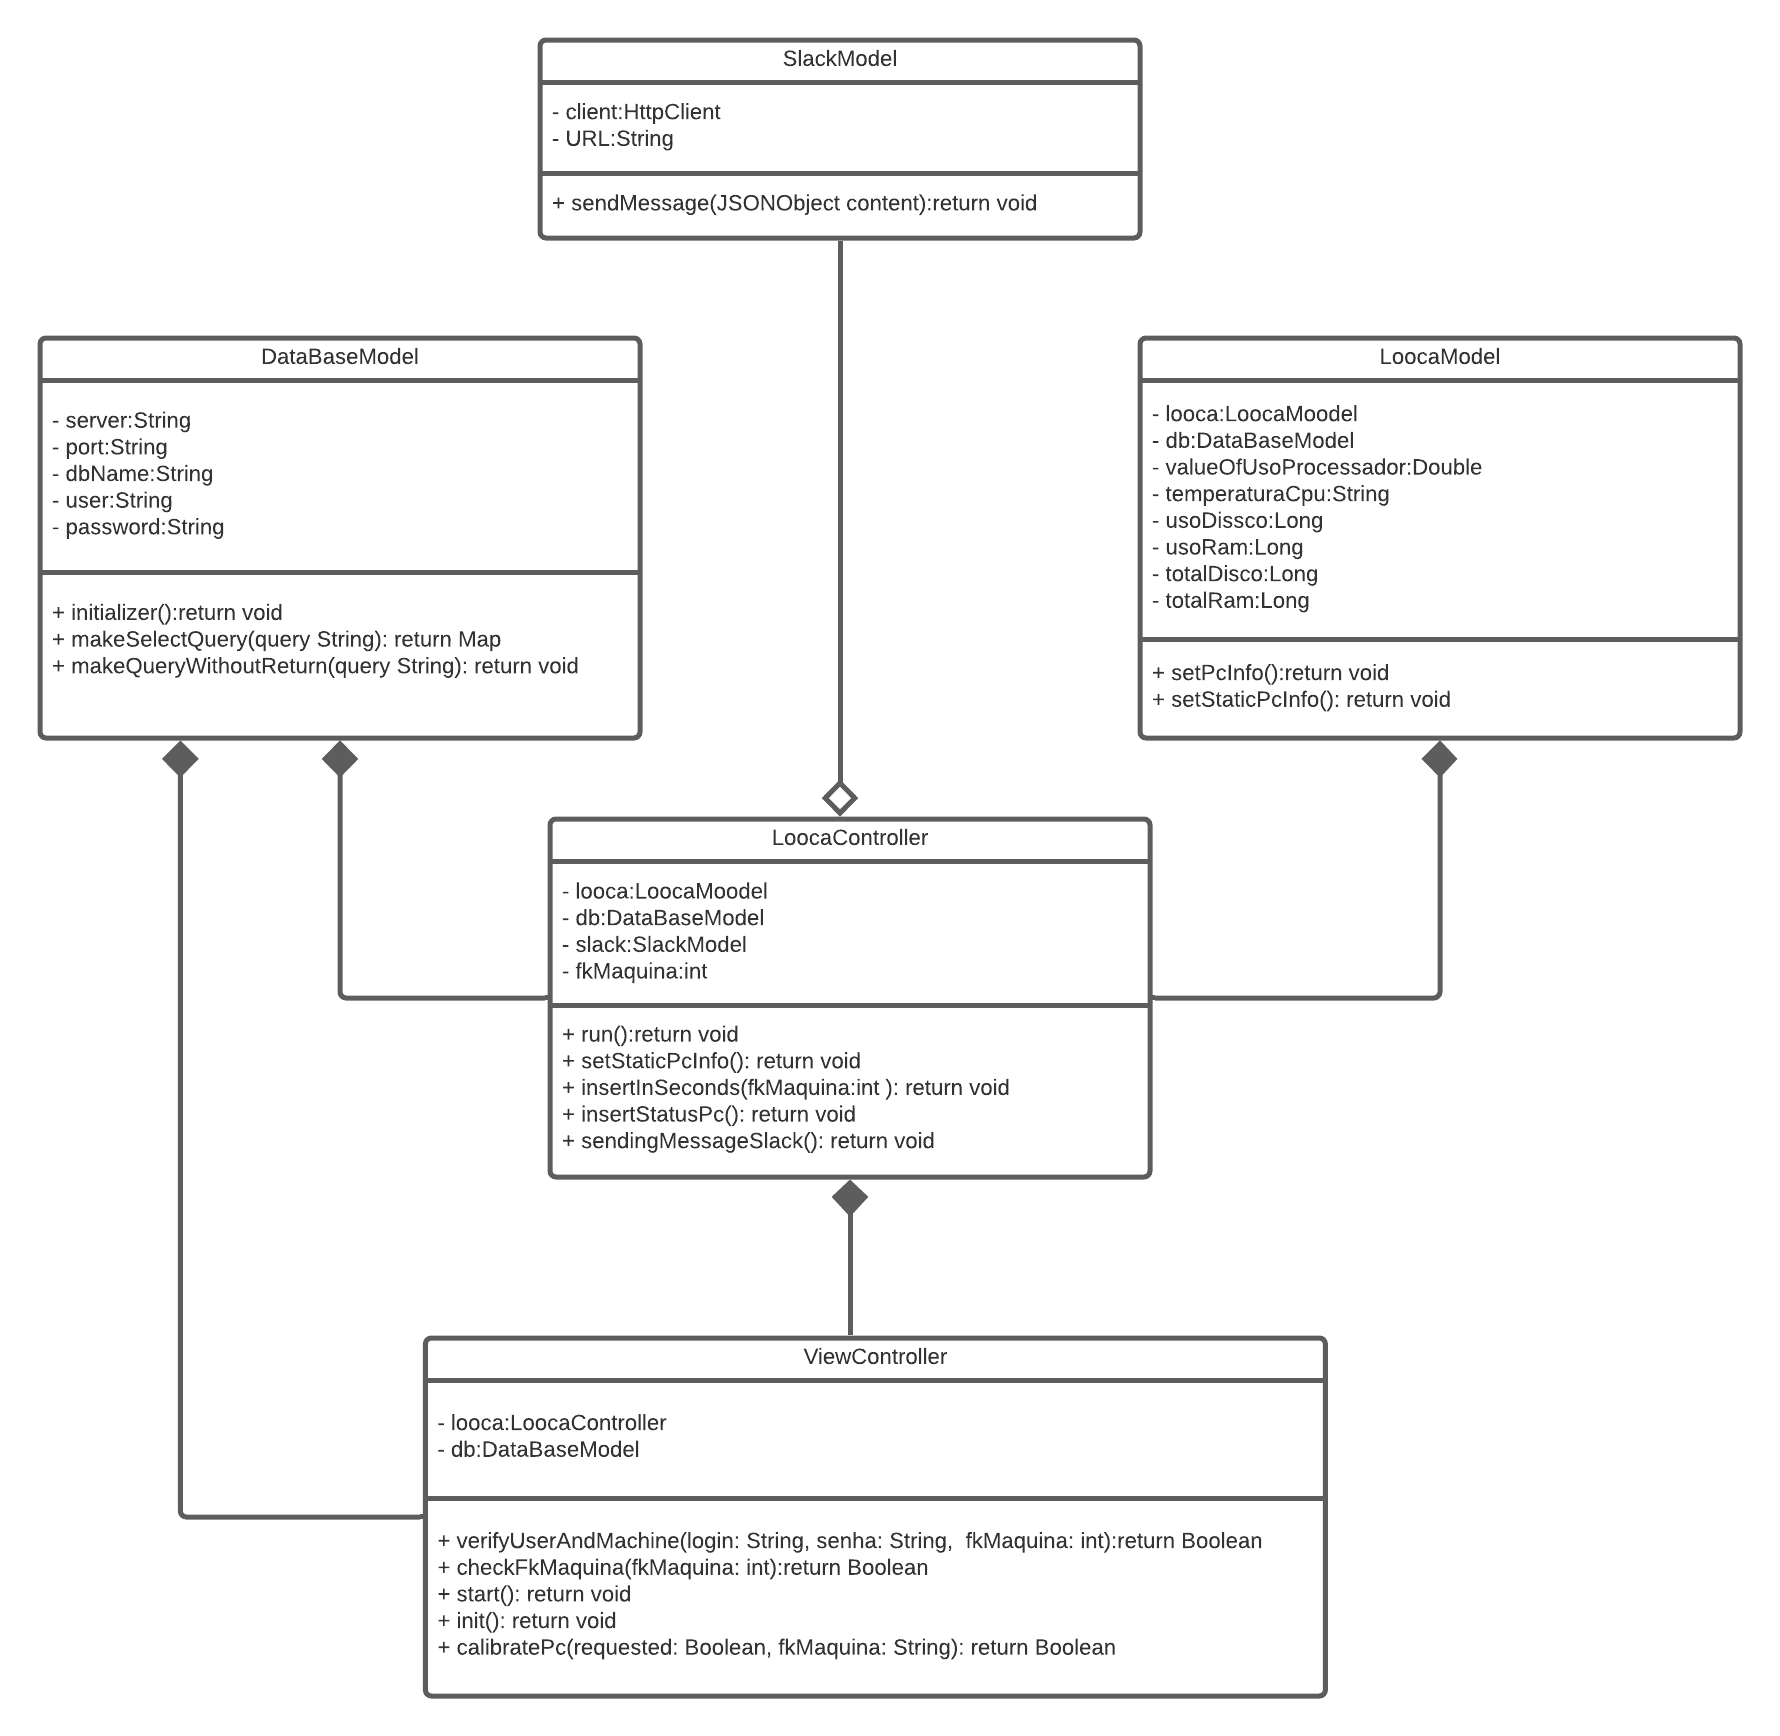 SlackModel
- client:HttpClient
- URL:String
+ sendMessage(JSONObject content):return void
DataBaseModel
- server:String
- port:String
- dbName:String
- user:String
- password:String
+ initializer():return void
+ makeSelectQuery(query String): return Map
+ makeQueryWithoutReturn(query String): return void
LoocaModel
- looca:LoocaMoodel
- db:DataBaseModel
- valueOfUsoProcessador:Double
- temperaturaCpu:String
- usoDissco:Long
- usoRam:Long
- totalDisco:Long
- totalRam:Long
+ setPcInfo():return void
+ setStaticPcInfo(): return void
LoocaController
- looca:LoocaMoodel
- db:DataBaseModel
- slack:SlackModel
- fkMaquina:int
+ run():return void
+ setStaticPcInfo(): return void
+ insertInSeconds(fkMaquina:int ): return void
+ insertStatusPc(): return void
+ sendingMessageSlack(): return void
ViewController
- looca:LoocaController
- db:DataBaseModel
+ verifyUserAndMachine(login: String, senha: String,  fkMaquina: int):return Boolean
+ checkFkMaquina(fkMaquina: int):return Boolean
+ start(): return void
+ init(): return void
+ calibratePc(requested: Boolean, fkMaquina: String): return Boolean